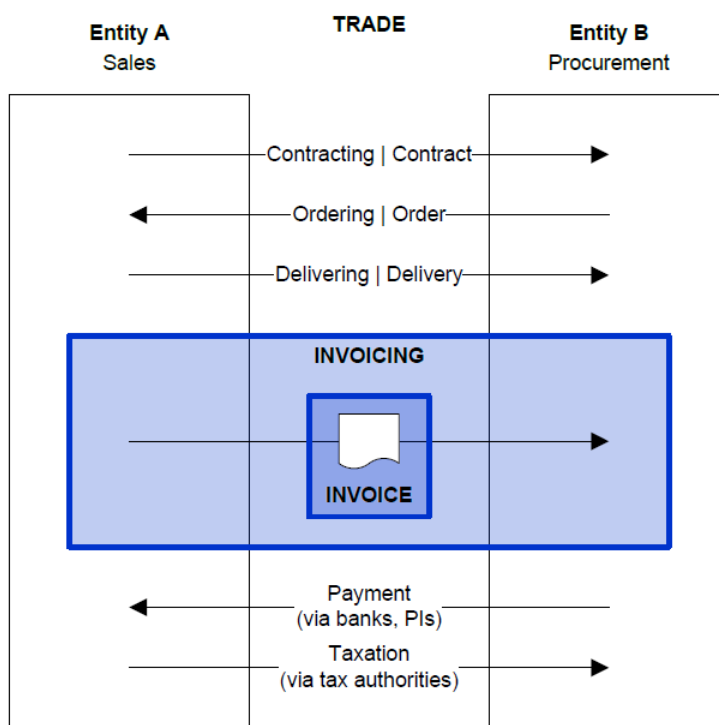 Entity A
Sales
TRADE
Entity B
Procurement
Contracting | Contract
Ordering | Order
Delivering | Delivery
INVOICING
INVOICE
Payment
(via banks, PIs)
Taxation
(via tax authorities)